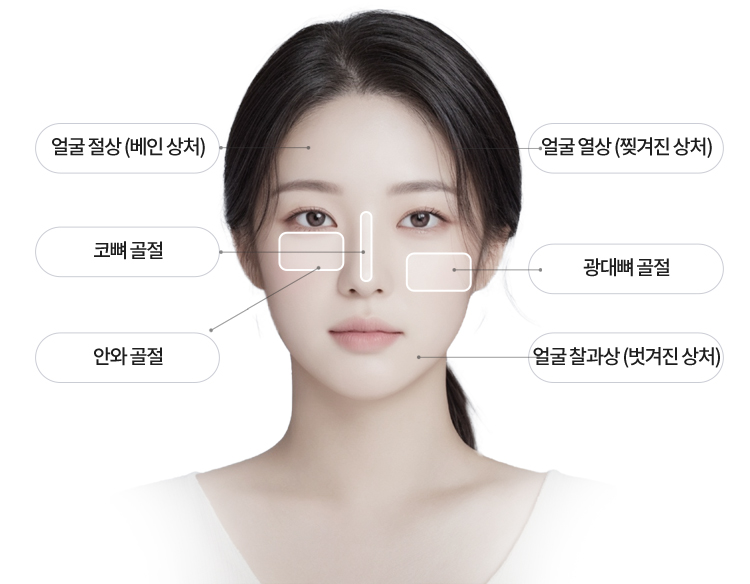 얼굴 절상 (베인 상처)
얼굴 열상 (찢겨진 상처)
코뼈 골절
광대뼈 골절
안와 골절
얼굴 찰과상 (벗겨진 상처)